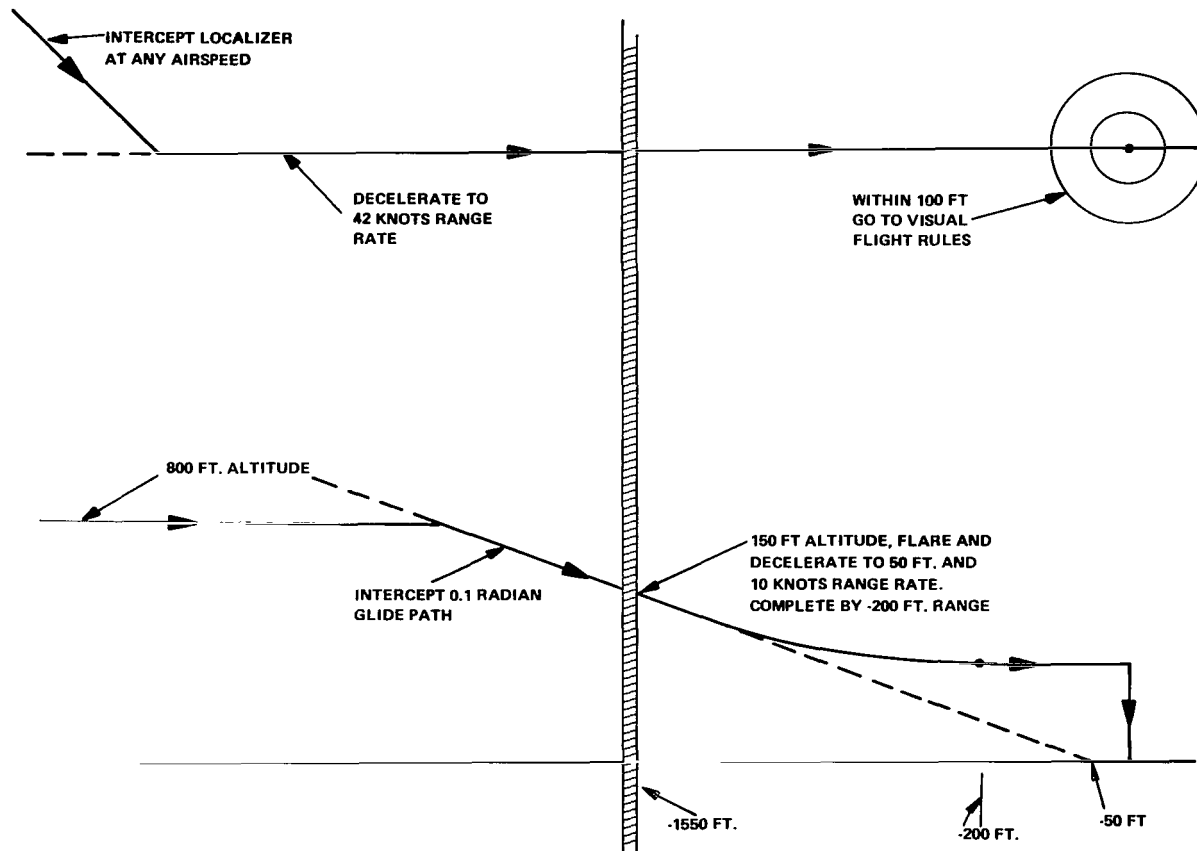 INTERCEPT LOCALIZER
AT ANY AIRSPEED
DECELERATE TO
42 KNOTS RANGE
RATE
WITHIN 100 FT
GO TO VISUAL
FLIGHT RULES
800 FT. ALTITUDE
INTERCEPT 0.1 RADIAN
GLIDE PATH
150 FT ALTITUDE, FLARE AND
DECELERATE TO 50 FT. AND
10 KNOTS RANGE RATE.
COMPLETE BY -200 FT. RANGE
-1550 FT.
-200 FT.
-50 FT